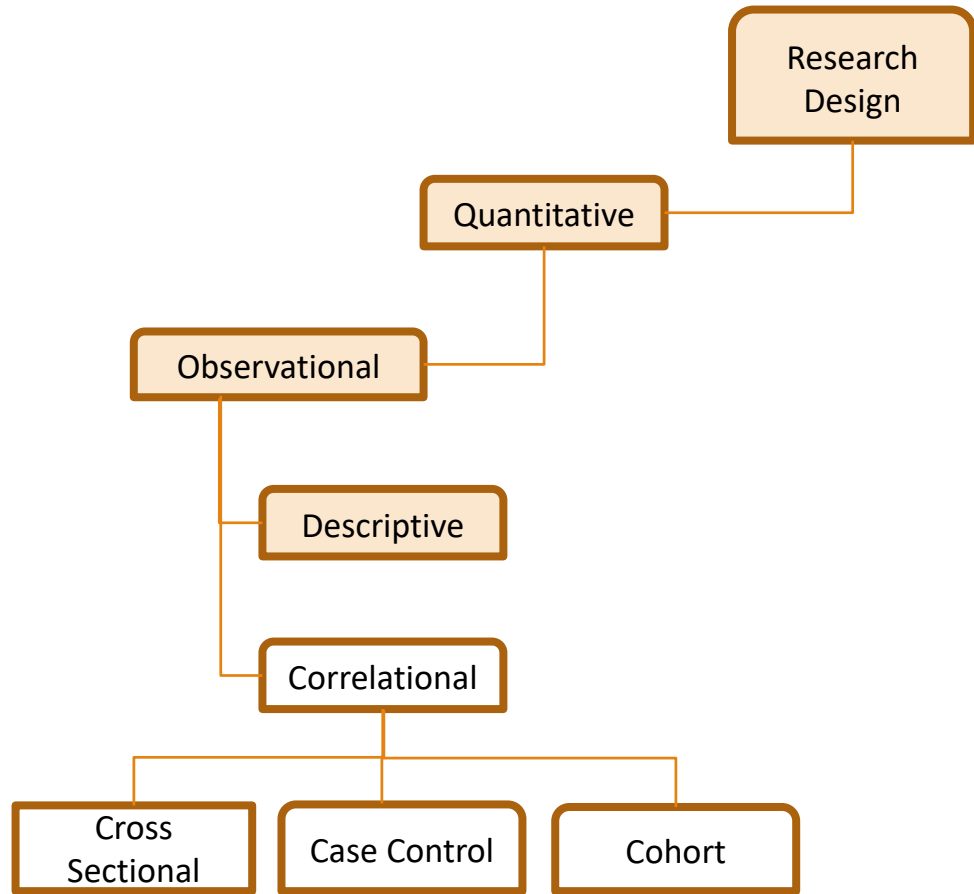 Research
Design
Quantitative
Observational
Descriptive
Correlational
Cross
Sectional
Case Control
Cohort